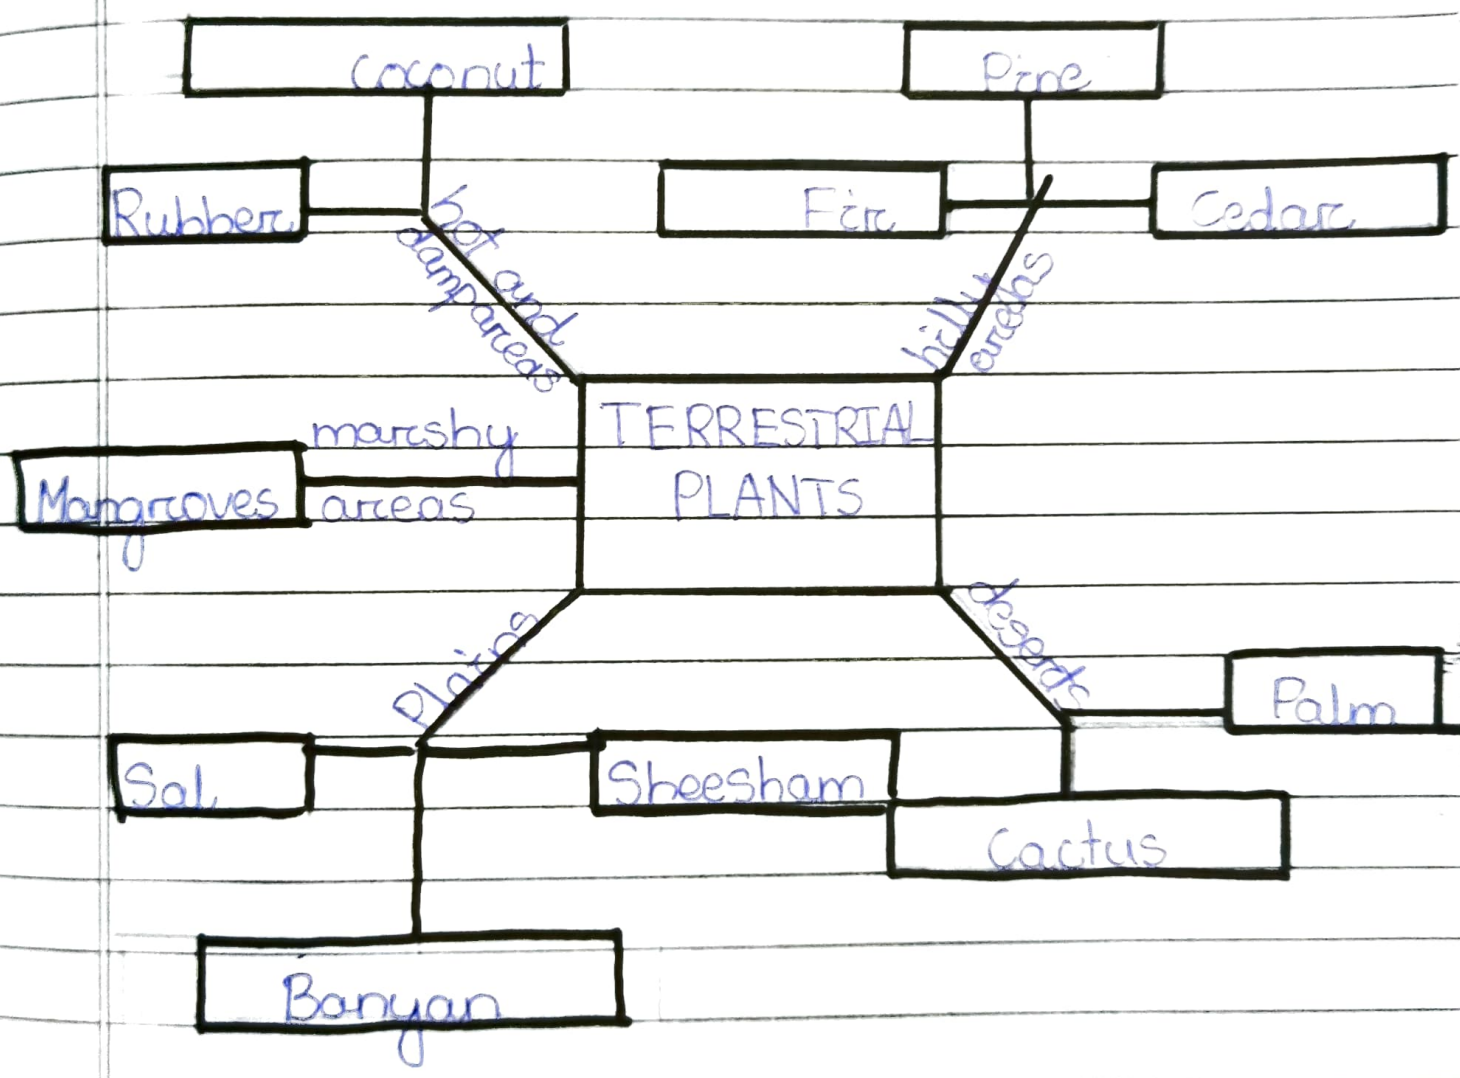 Coconut
Pine
Rubber
Fir
Cedar
hot and
damp areas
hilly
areas
TERRESTRIAL
PLANTS
marshy
areas
Mangroves
Plains
deserts
Palm
Sal
Sheesham
Cactus
Banyan